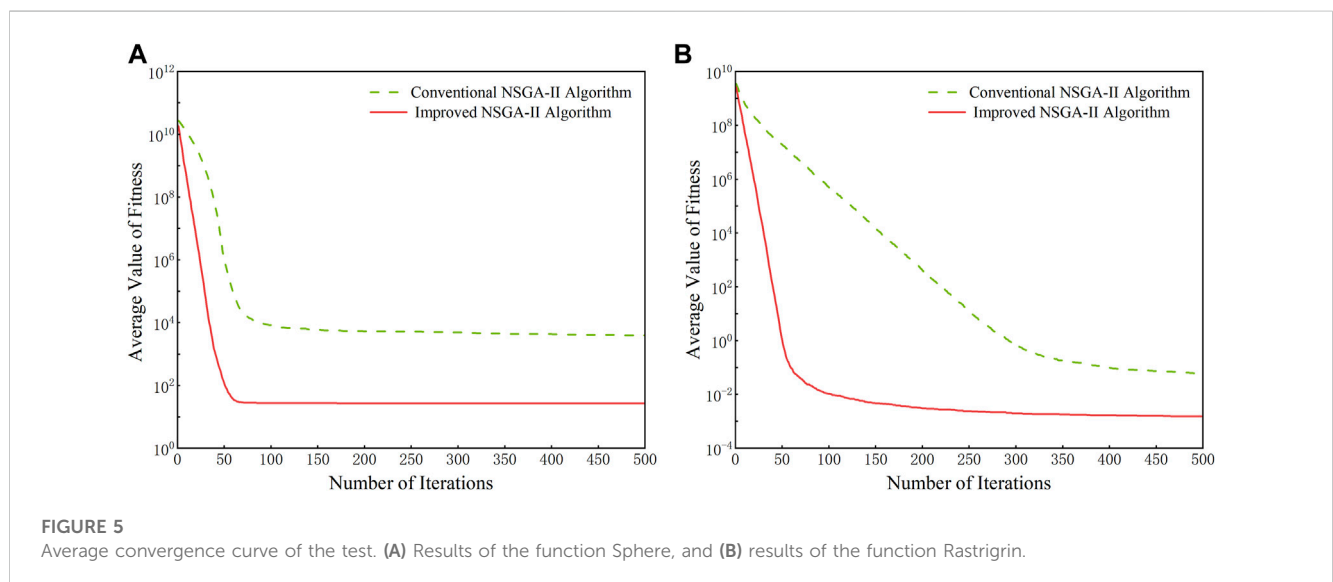 A
10^12
10^10
10^8
10^6
10^4
10^2
10^0
Average Value of Fitness
Conventional NSGA-II Algorithm
Improved NSGA-II Algorithm
0 50 100 150 200 250 300 350 400 450 500
Number of Iterations
B
10^10
10^8
10^6
10^4
10^2
10^0
10^-2
10^-4
Average Value of Fitness
Conventional NSGA-II Algorithm
Improved NSGA-II Algorithm
0 50 100 150 200 250 300 350 400 450 500
Number of Iterations
FIGURE 5
Average convergence curve of the test. (A) Results of the function Sphere, and (B) results of the function Rastrigrin.